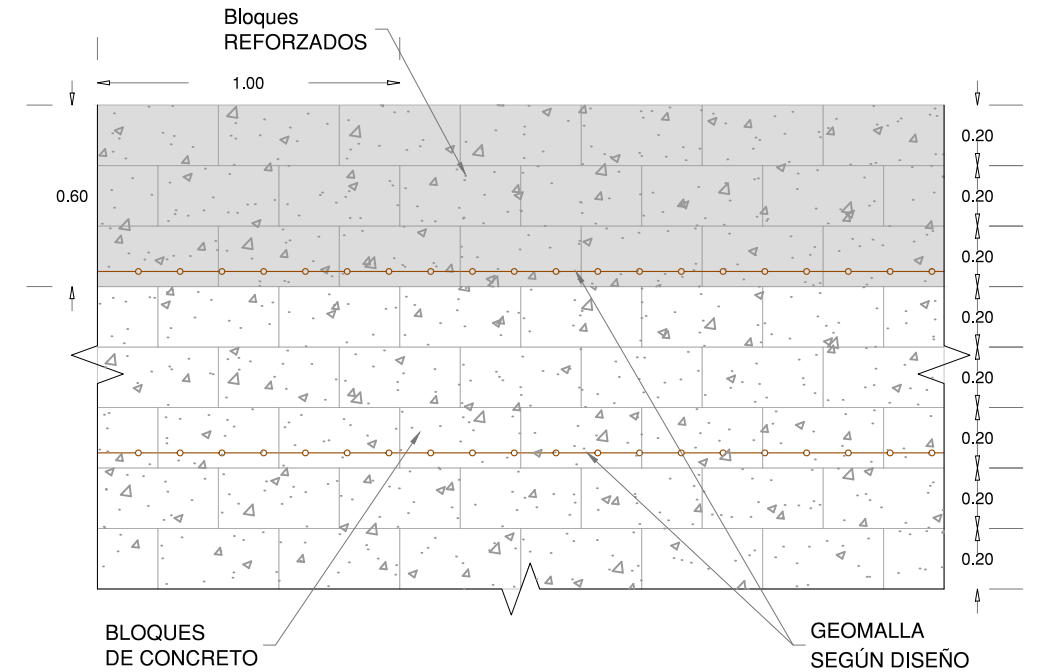 Bloques
REFORZADOS
1.00
0.60
0.20
0.20
0.20
0.20
0.20
0.20
0.20
0.20
BLOQUES
DE CONCRETO
GEOMALLA
SEGÚN DISEÑO